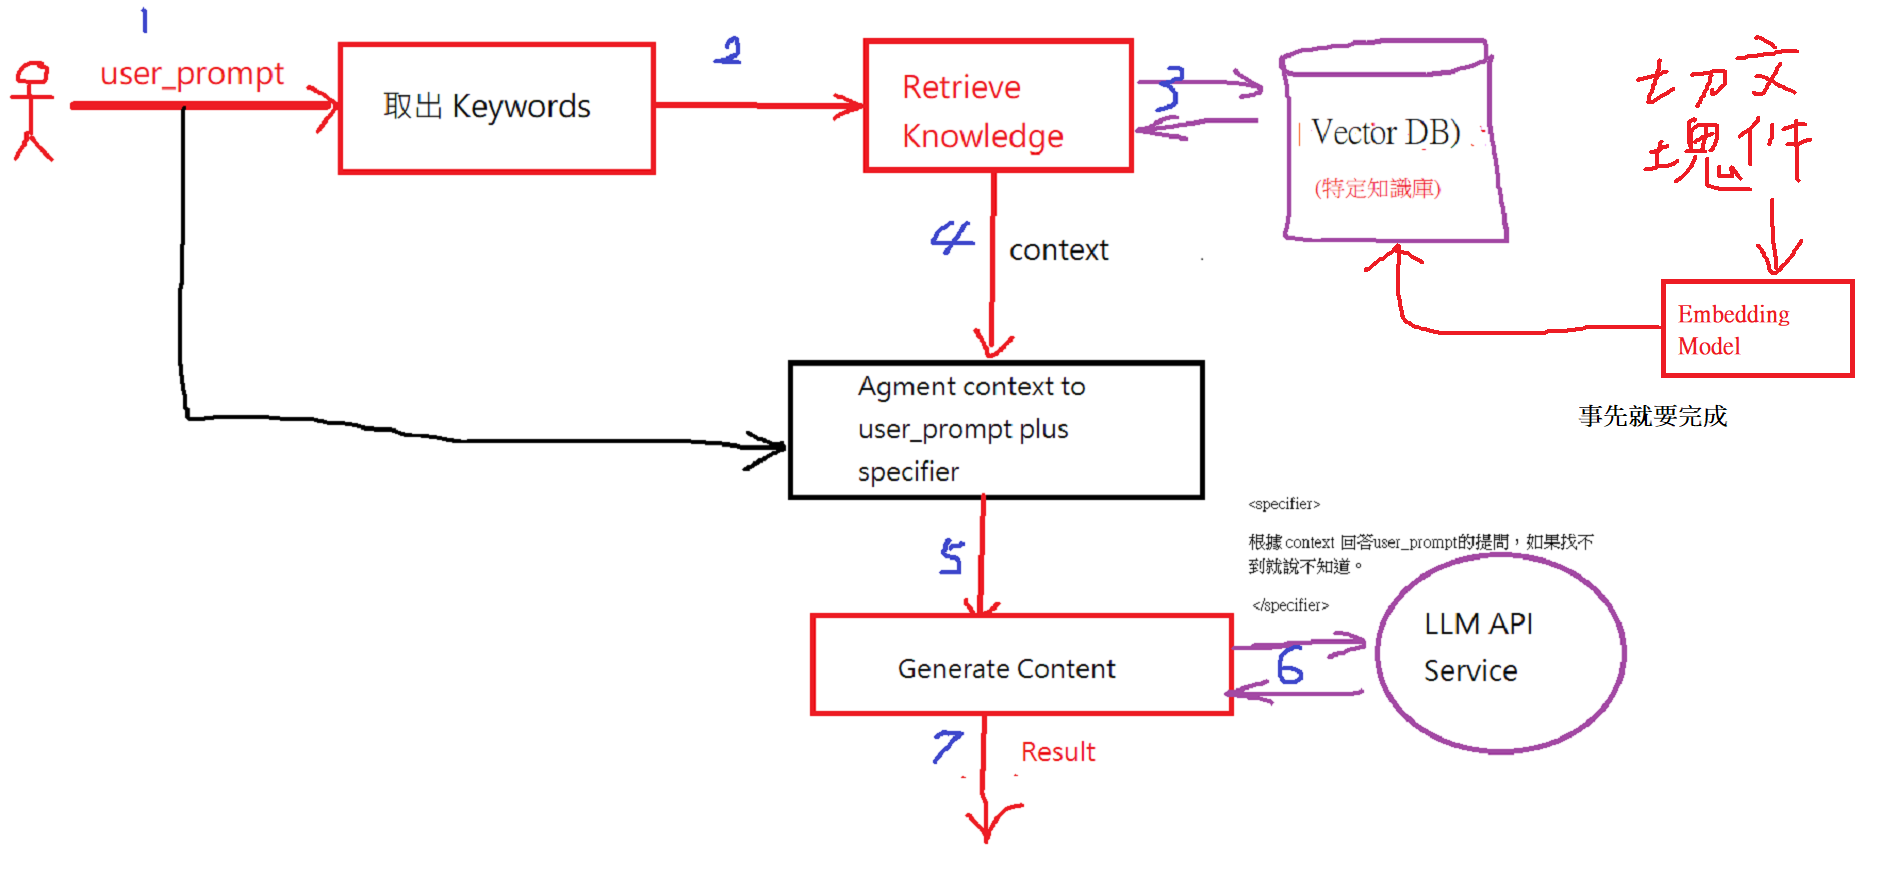 1
user_prompt
取出 Keywords
2
Retrieve
Knowledge
3
Vector DB)
(特定知識庫)
文件
切塊
Embedding
Model
事先就要完成
4
context
Agment context to
user_prompt plus
specifier
5
<specifier>
根據 context 回答user_prompt的提問，如果找不
到就說不知道。
</specifier>
Generate Content
6
LLM API
Service
7
Result